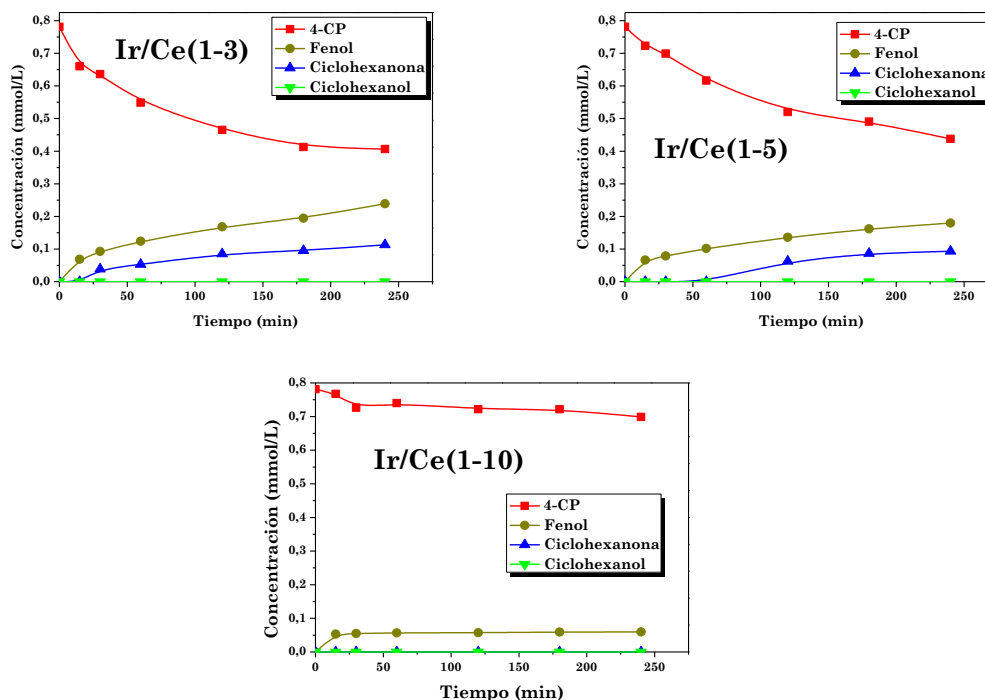 Ir/Ce(1-3)
4-CP
Fenol
Ciclohexanona
Ciclohexanol
Concentración (mmol/L)
0,8
0,7
0,6
0,5
0,4
0,3
0,2
0,1
0,0
0 50 100 150 200 250
Tiempo (min)
Ir/Ce(1-5)
4-CP
Fenol
Ciclohexanona
Ciclohexanol
Concentración (mmol/L)
0,8
0,7
0,6
0,5
0,4
0,3
0,2
0,1
0,0
0 50 100 150 200 250
Tiempo (min)
Ir/Ce(1-10)
4-CP
Fenol
Ciclohexanona
Ciclohexanol
Concentración (mmol/L)
0,8
0,7
0,6
0,5
0,4
0,3
0,2
0,1
0,0
0 50 100 150 200 250
Tiempo (min)